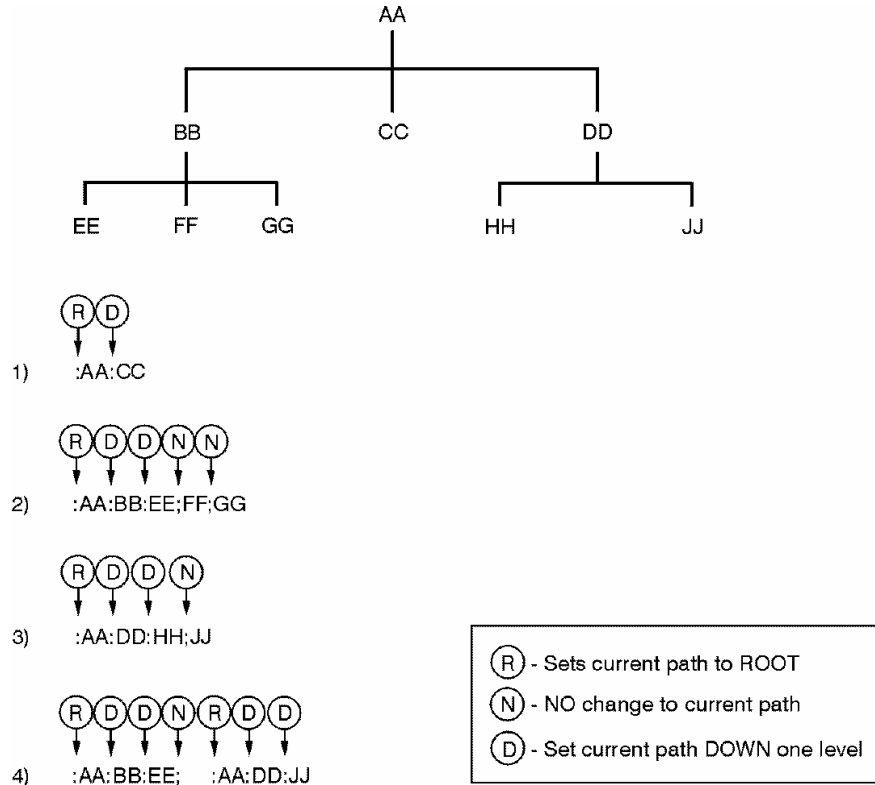 AA
BB CC DD
EE FF GG HH JJ
R D
1) :AA:CC
R D D N N
2) :AA:BB:EE;FF;GG
R D D N
3) :AA:DD:HH;JJ
R D D N R D D
4) :AA:BB:EE; :AA:DD:JJ
R - Sets current path to ROOT
N - NO change to current path
D - Set current path DOWN one level